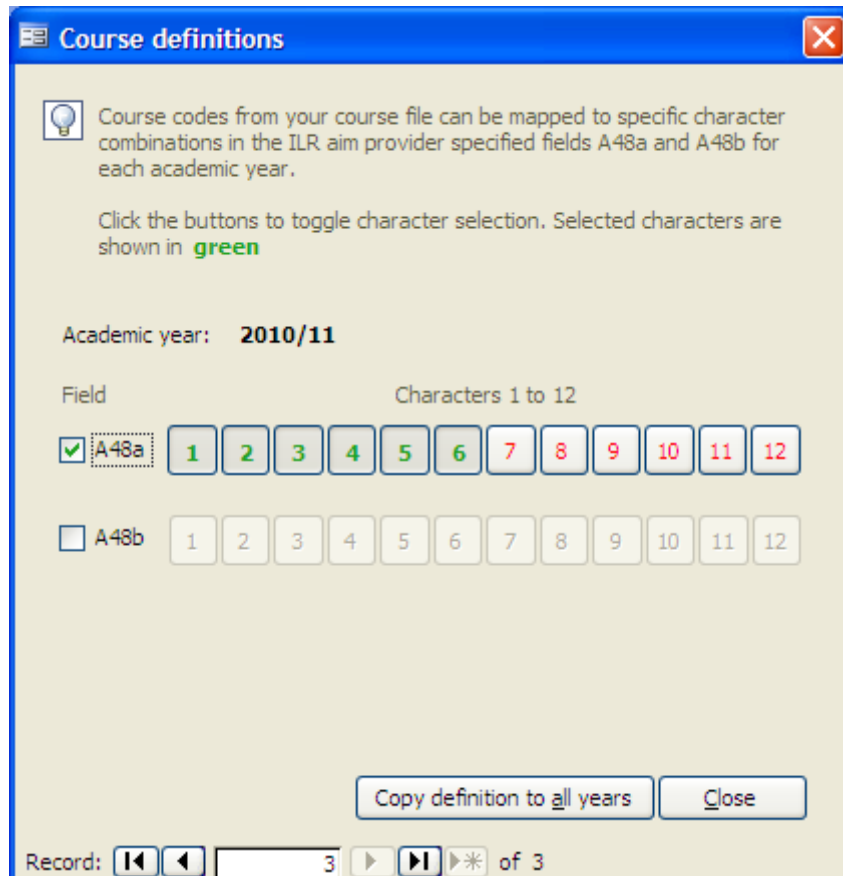 Course definitions
Course codes from your course file can be mapped to specific character
combinations in the ILR aim provider specified fields A48a and A48b for
each academic year.
Click the buttons to toggle character selection. Selected characters are
shown in green
Academic year: 2010/11
Field Characters 1 to 12
A48a 1 2 3 4 5 6 7 8 9 10 11 12
A48b 1 2 3 4 5 6 7 8 9 10 11 12
Copy definition to all years Close
Record: 3 of 3